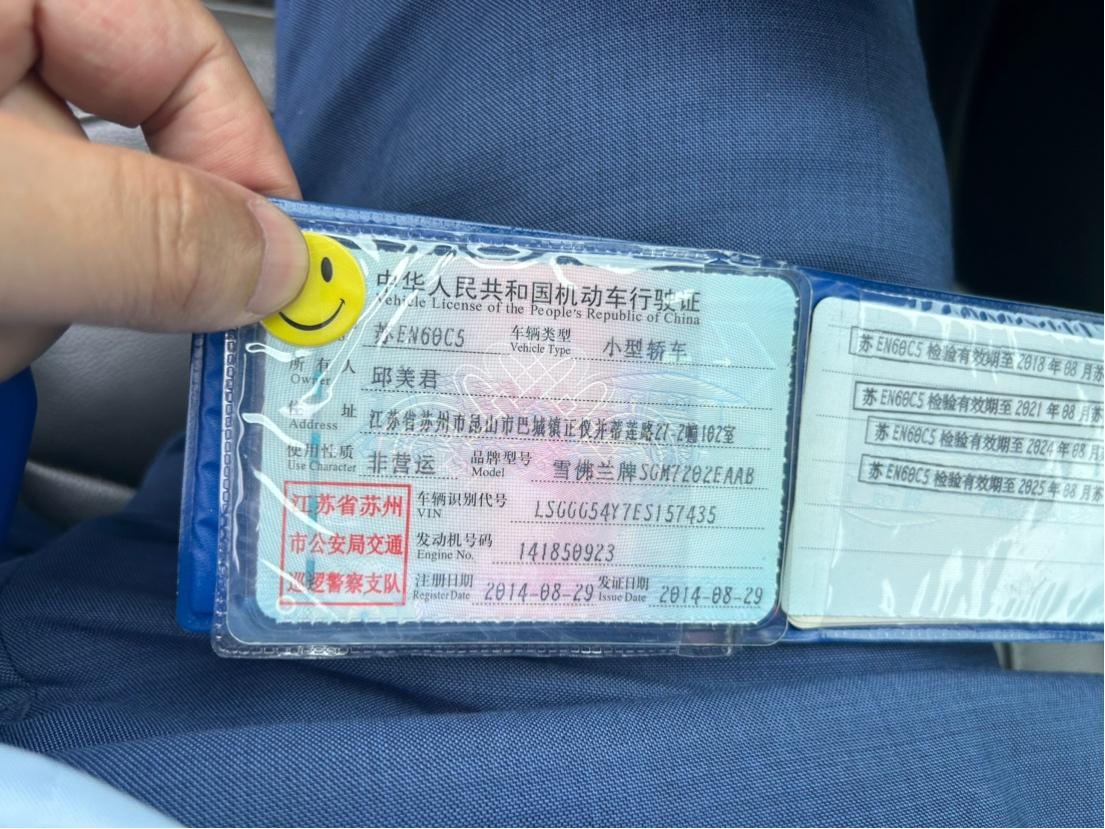 中华人民共和国机动车行驶证
Vehicle License of the People's Republic of China
苏EN60C5 车辆类型 Vehicle Type 小型轿车
所有人 Owner 邱美君
住址 Address 江苏省苏州市昆山市巴城镇正仪并蒂莲路27-2幢102室
使用性质 Use Character 非营运 品牌型号 Model 雪佛兰牌SGM7202EAAB
江苏省苏州
市公安局交通
巡逻警察支队
车辆识别代号 VIN LSGGG54Y7ES157435
发动机号码 Engine No. 141850923
注册日期 Register Date 2014-08-29 发证日期 Issue Date 2014-08-29
苏EN60C5 检验有效期至2018年08月苏
苏EN60C5 检验有效期至2021年08月苏
苏EN60C5 检验有效期至2024年08月苏
苏EN60C5 检验有效期至2025年08月苏